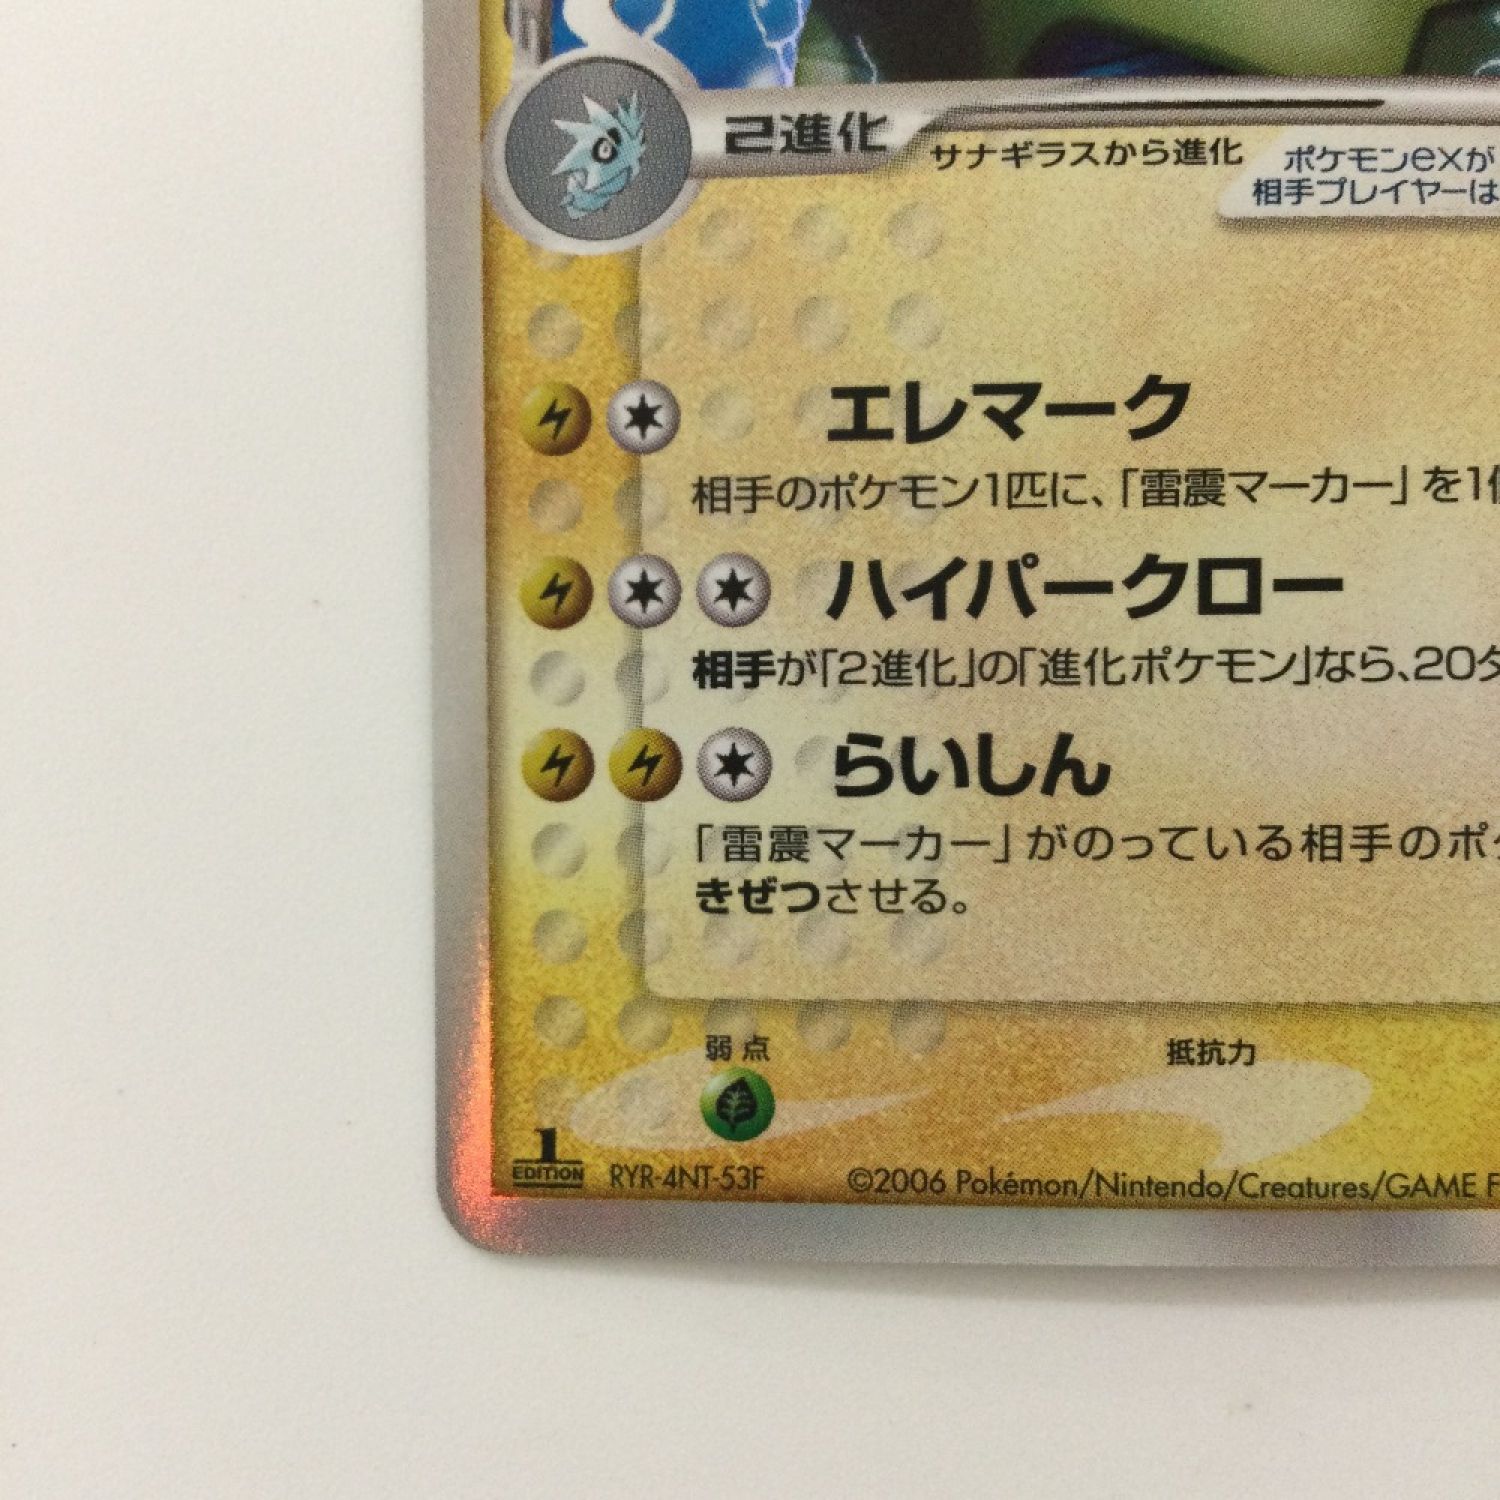 2進化
サナギラスから進化
ポケモンexが
相手プレイヤーは
エレマーク
相手のポケモン1匹に、「雷震マーカー」を1
ハイパークロー
相手が「2進化」の「進化ポケモン」なら、20ダ
らいしん
「雷震マーカー」がのっている相手のポケ
きぜつさせる。
弱点 抵抗力
1 EDITION RYR-4NT-53F ©2006 Pokémon/Nintendo/Creatures/GAME F